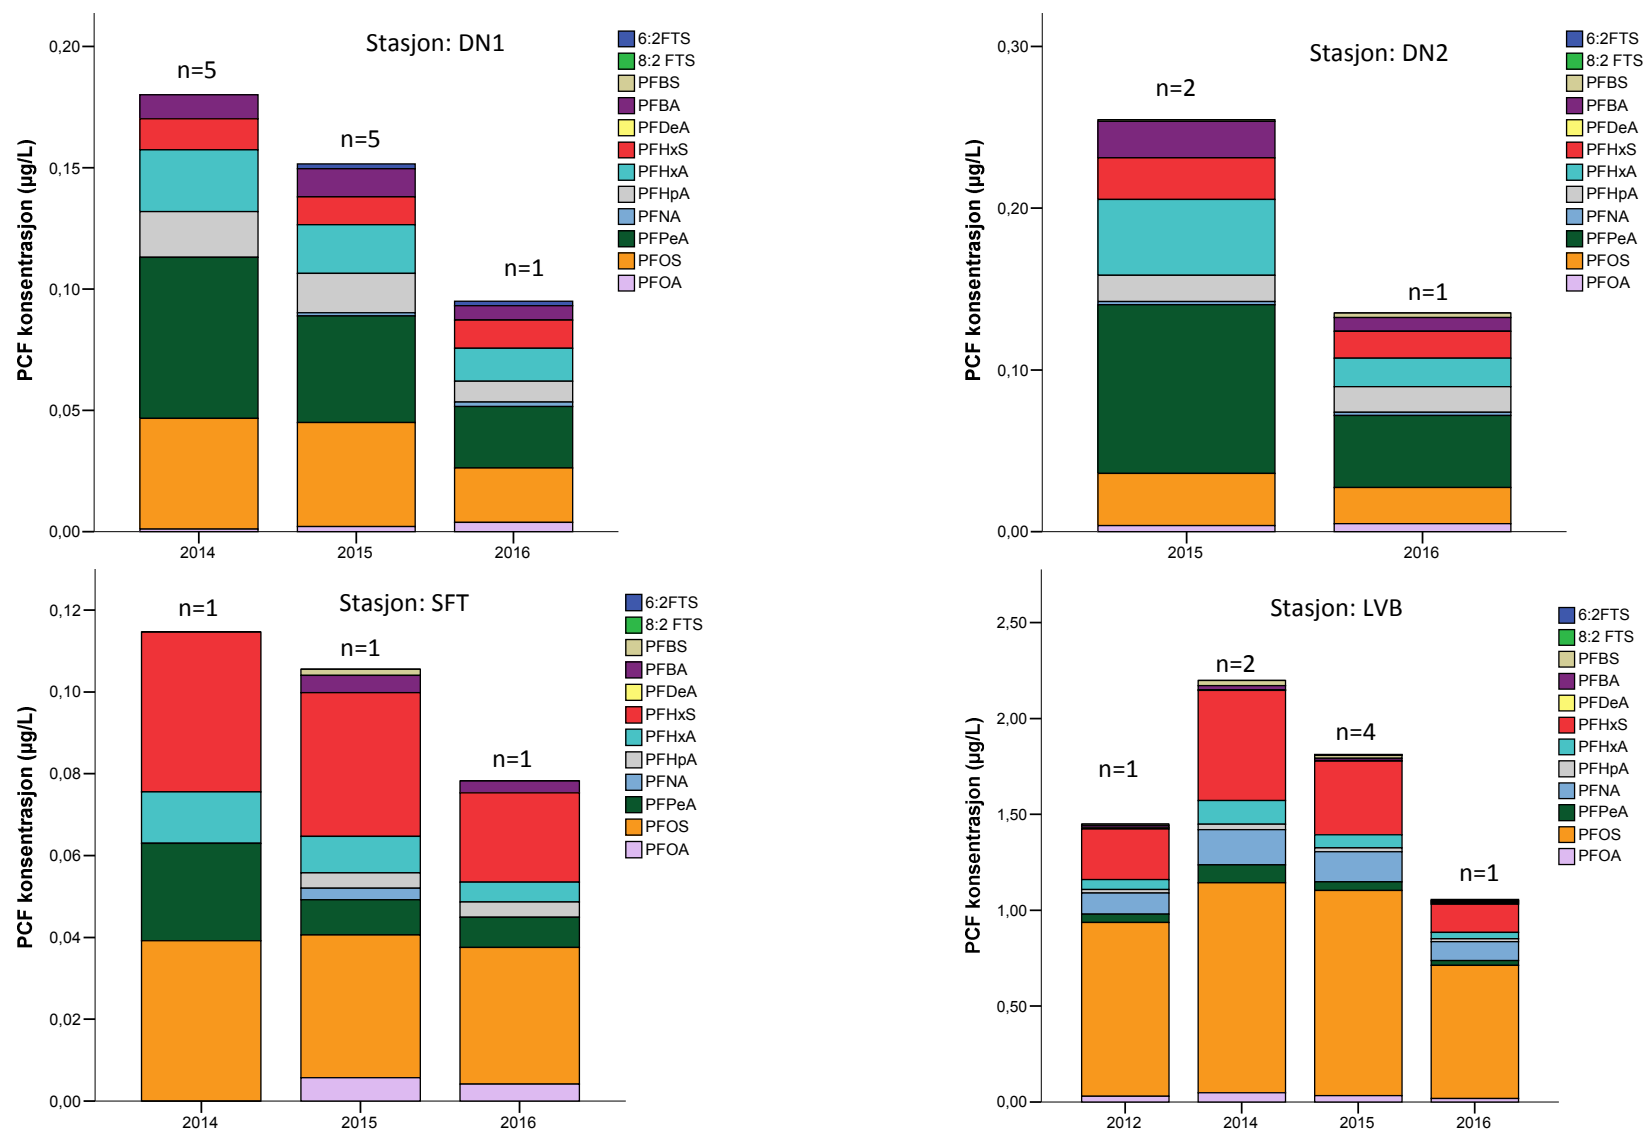 Stasjon: DN1
PCF konsentrasjon (µg/L)
0,20
0,15
0,10
0,05
0,00
n=5
n=5
n=1
2014
2015
2016
6:2FTS
8:2 FTS
PFBS
PFBA
PFDeA
PFHxS
PFHxA
PFHpA
PFNA
PFPeA
PFOS
PFOA
Stasjon: DN2
PCF konsentrasjon (µg/L)
0,30
0,20
0,10
0,00
n=2
n=1
2015
2016
6:2FTS
8:2 FTS
PFBS
PFBA
PFDeA
PFHxS
PFHxA
PFHpA
PFNA
PFPeA
PFOS
PFOA
Stasjon: SFT
PCF konsentrasjon (µg/L)
0,12
0,10
0,08
0,06
0,04
0,02
0,00
n=1
n=1
n=1
2014
2015
2016
6:2FTS
8:2 FTS
PFBS
PFBA
PFDeA
PFHxS
PFHxA
PFHpA
PFNA
PFPeA
PFOS
PFOA
Stasjon: LVB
PCF konsentrasjon (µg/L)
2,50
2,00
1,50
1,00
0,50
0,00
n=1
n=2
n=4
n=1
2012
2014
2015
2016
6:2FTS
8:2 FTS
PFBS
PFBA
PFDeA
PFHxS
PFHxA
PFHpA
PFNA
PFPeA
PFOS
PFOA